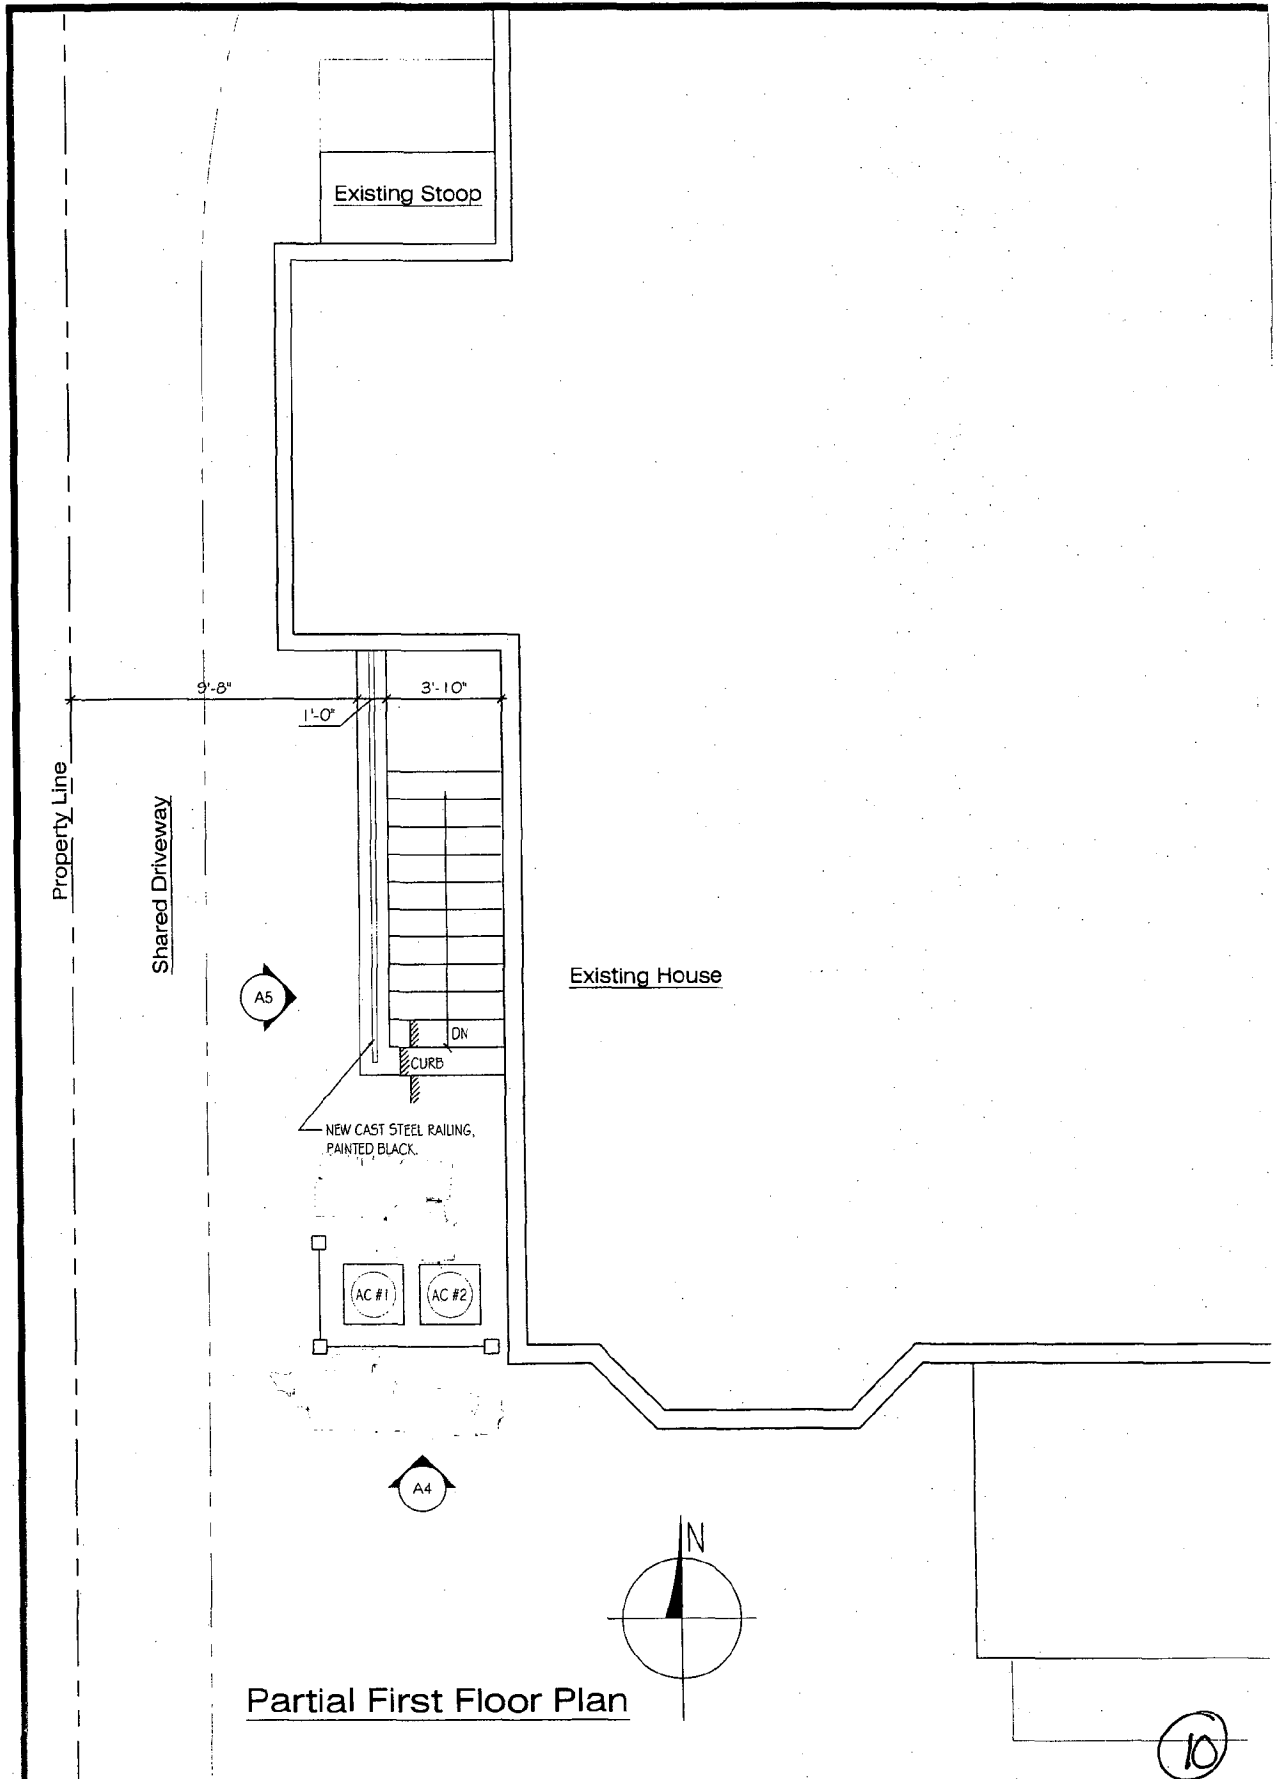 Existing Stoop
9'-8"
3'-10"
1'-0"
Property Line
Shared Driveway
A5
Existing House
DN
CURB
NEW CAST STEEL RAILING,
PAINTED BLACK.
AC #1
AC #2
A4
N
Partial First Floor Plan
10